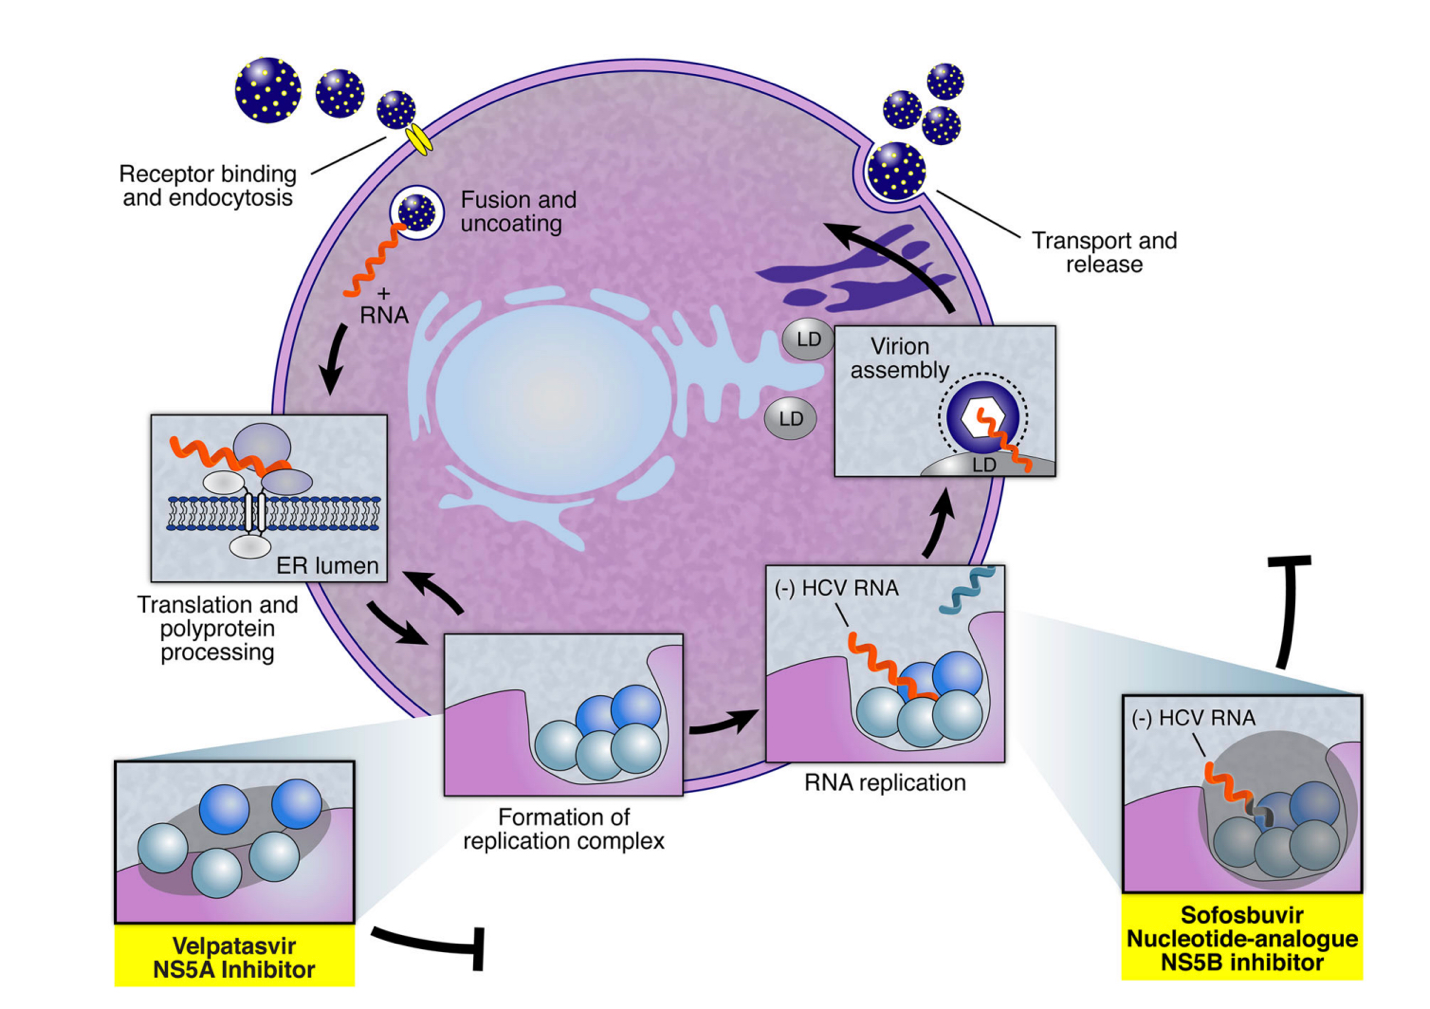 Receptor binding
and endocytosis
Fusion and
uncoating
+
RNA
Transport and
release
LD
LD
Virion
assembly
LD
ER lumen
Translation and
polyprotein
processing
(-) HCV RNA
Formation of
replication complex
RNA replication
(-) HCV RNA
Velpatasvir
NS5A Inhibitor
Sofosbuvir
Nucleotide-analogue
NS5B inhibitor